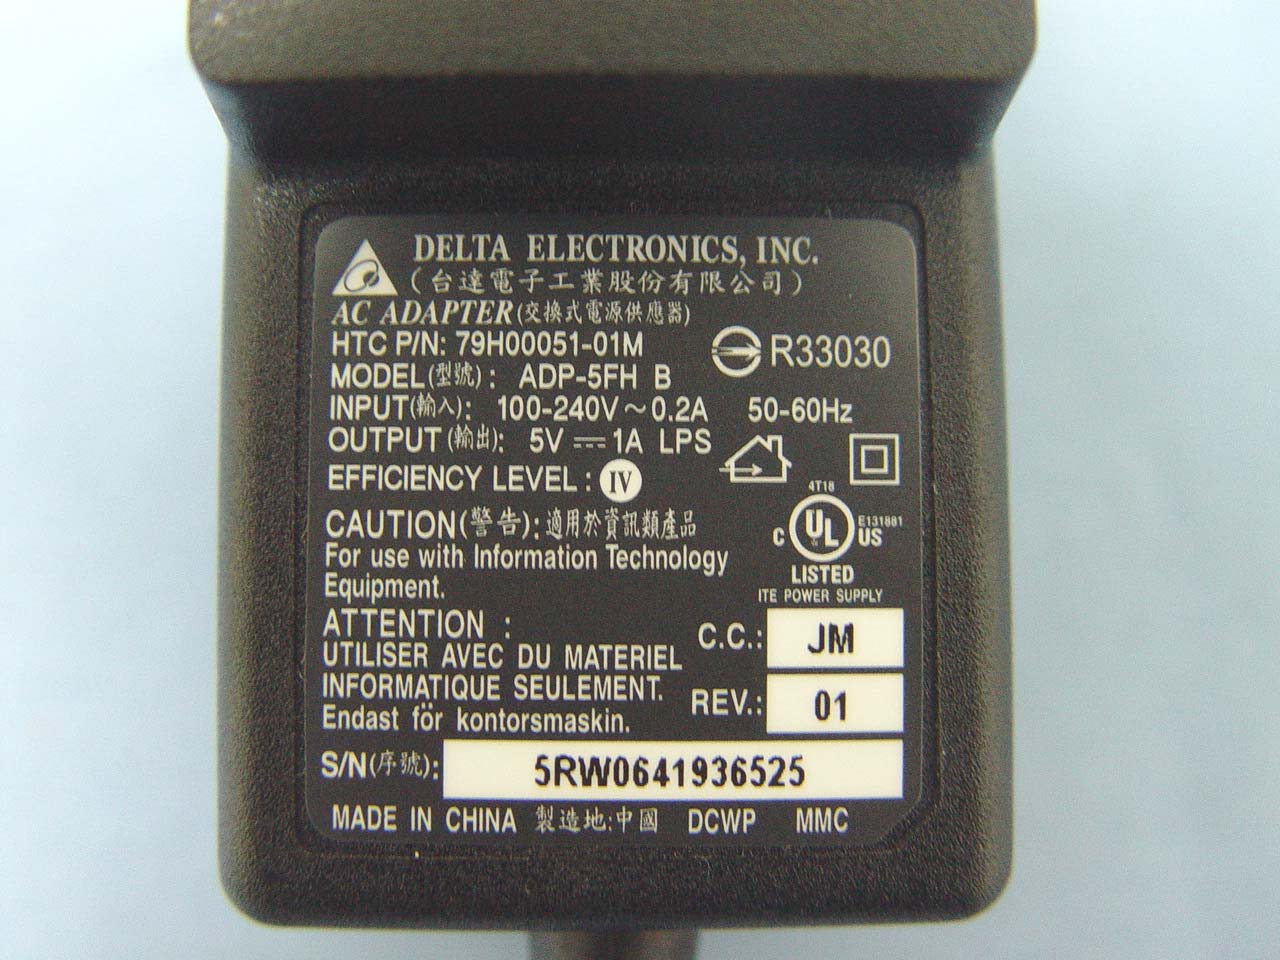 DELTA ELECTRONICS, INC.
(台達電子工業股份有限公司)
AC ADAPTER(交換式電源供應器)
HTC P/N: 79H00051-01M
R33030
MODEL(型號): ADP-5FH B
INPUT(輸入): 100-240V~0.2A 50-60Hz
OUTPUT(輸出): 5V⎓1A LPS
EFFICIENCY LEVEL: IV
4T18
CAUTION(警告):適用於資訊類產品
C UL US E131881
For use with Information Technology
Equipment.
LISTED
ITE POWER SUPPLY
ATTENTION :
UTILISER AVEC DU MATERIEL
INFORMATIQUE SEULEMENT.
Endast för kontorsmaskin.
C.C.: JM
REV.: 01
S/N(序號): 5RW0641936525
MADE IN CHINA 製造地:中國 DCWP MMC